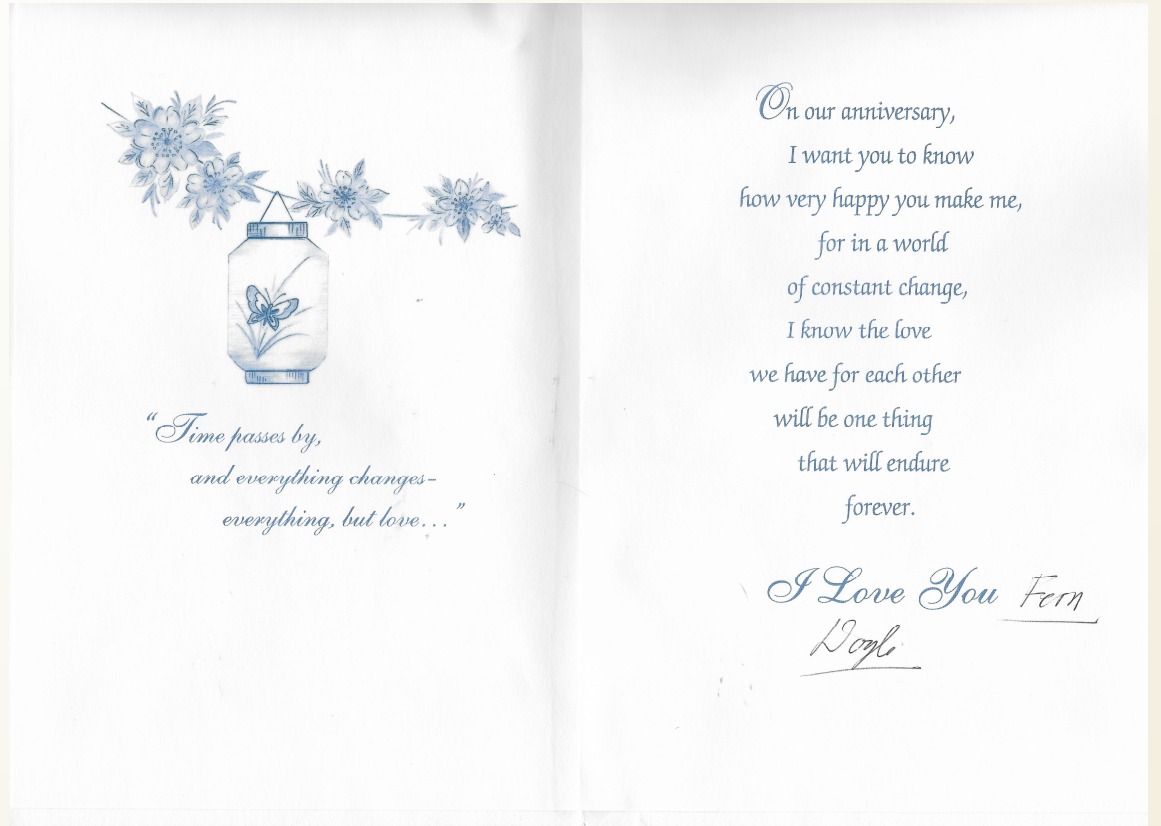 “Time passes by,
and everything changes–
everything, but love...”
On our anniversary,
I want you to know
how very happy you make me,
for in a world
of constant change,
I know the love
we have for each other
will be one thing
that will endure
forever.
I Love You Fern
Doyle